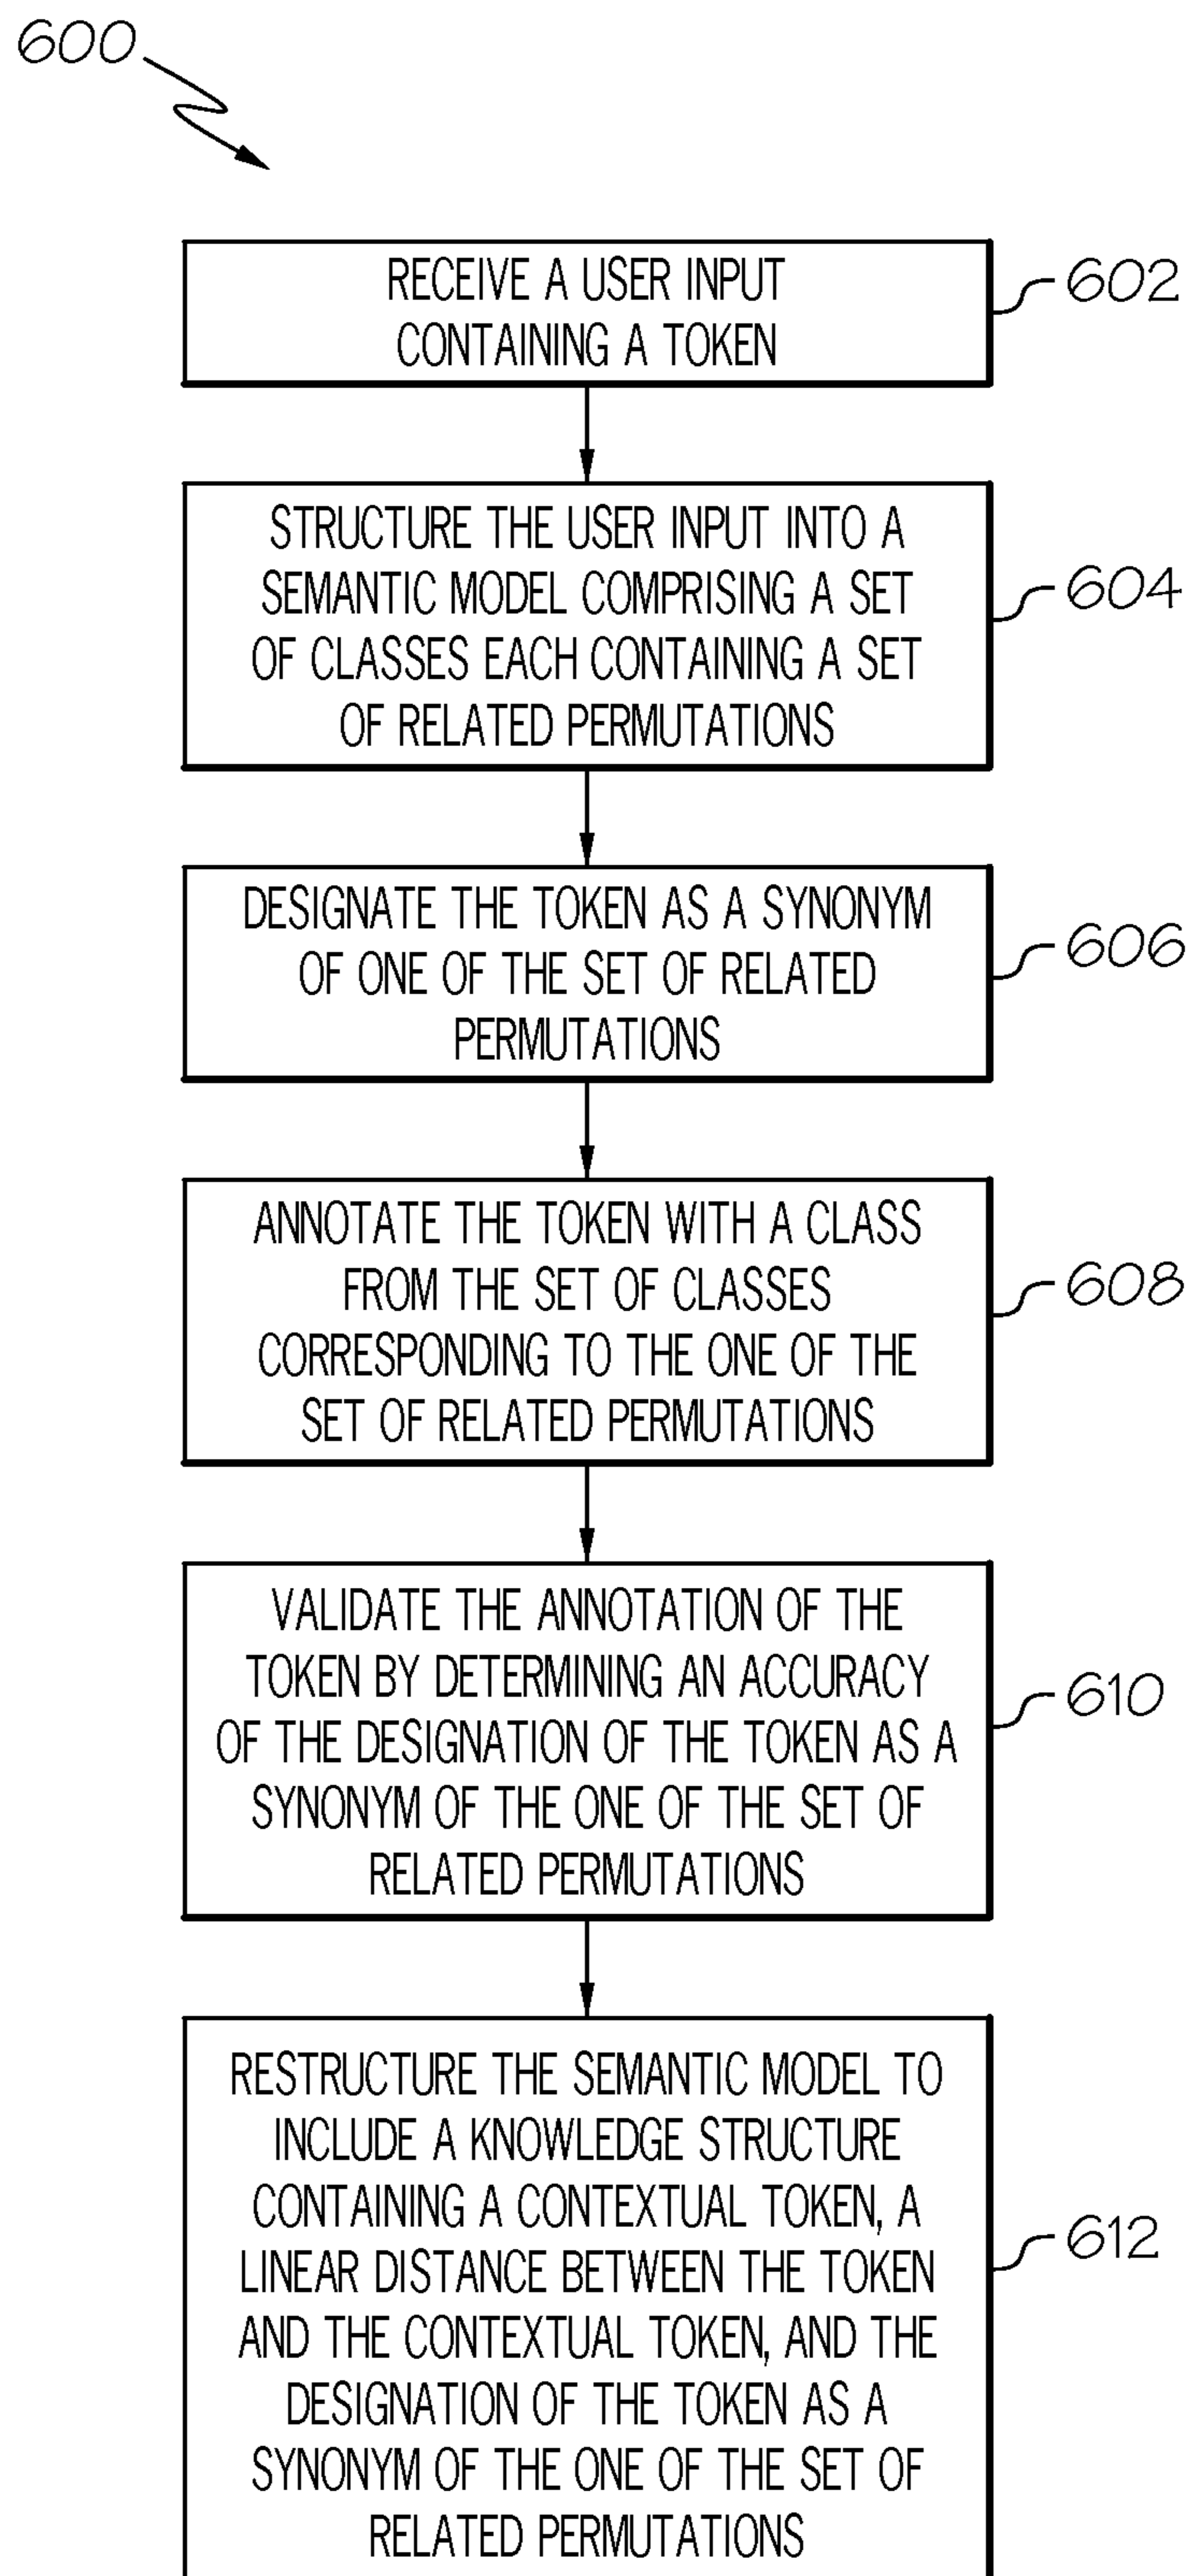 600
RECEIVE A USER INPUT
CONTAINING A TOKEN
602
STRUCTURE THE USER INPUT INTO A
SEMANTIC MODEL COMPRISING A SET
OF CLASSES EACH CONTAINING A SET
OF RELATED PERMUTATIONS
604
DESIGNATE THE TOKEN AS A SYNONYM
OF ONE OF THE SET OF RELATED
PERMUTATIONS
606
ANNOTATE THE TOKEN WITH A CLASS
FROM THE SET OF CLASSES
CORRESPONDING TO THE ONE OF THE
SET OF RELATED PERMUTATIONS
608
VALIDATE THE ANNOTATION OF THE
TOKEN BY DETERMINING AN ACCURACY
OF THE DESIGNATION OF THE TOKEN AS A
SYNONYM OF THE ONE OF THE SET OF
RELATED PERMUTATIONS
610
RESTRUCTURE THE SEMANTIC MODEL TO
INCLUDE A KNOWLEDGE STRUCTURE
CONTAINING A CONTEXTUAL TOKEN, A
LINEAR DISTANCE BETWEEN THE TOKEN
AND THE CONTEXTUAL TOKEN, AND THE
DESIGNATION OF THE TOKEN AS A
SYNONYM OF THE ONE OF THE SET OF
RELATED PERMUTATIONS
612